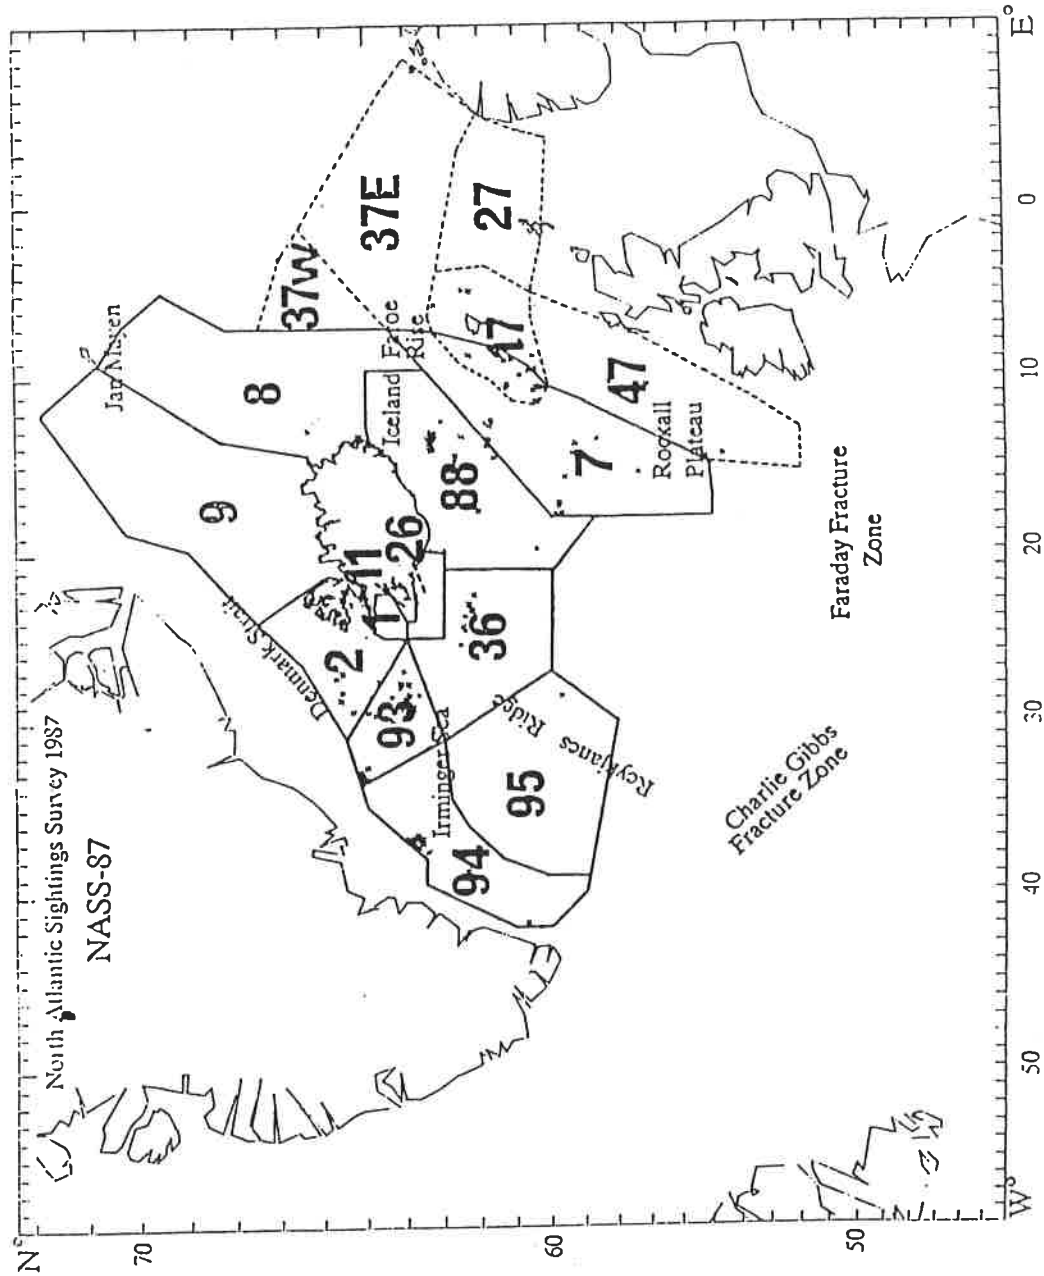 North Atlantic Sightings Survey 1987
NASS-87
N°
70
60
50
W°
50
40
30
20
10
0
E°
Jan Mayen
Denmark Strait
Iceland
Faroe
Rise
Irminger Sea
Reykjanes Ridge
Rockall
Plateau
Charlie Gibbs
Fracture Zone
Faraday Fracture
Zone
9
8
37W
37E
27
17
47
7
88
11
26
1
2
93
36
94
95